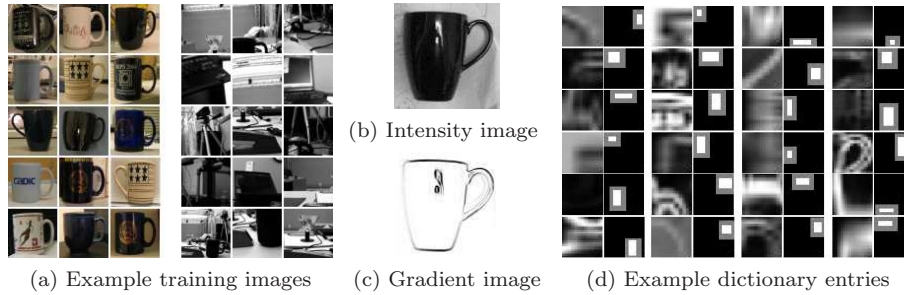 (b) Intensity image
(a) Example training images
(c) Gradient image
(d) Example dictionary entries